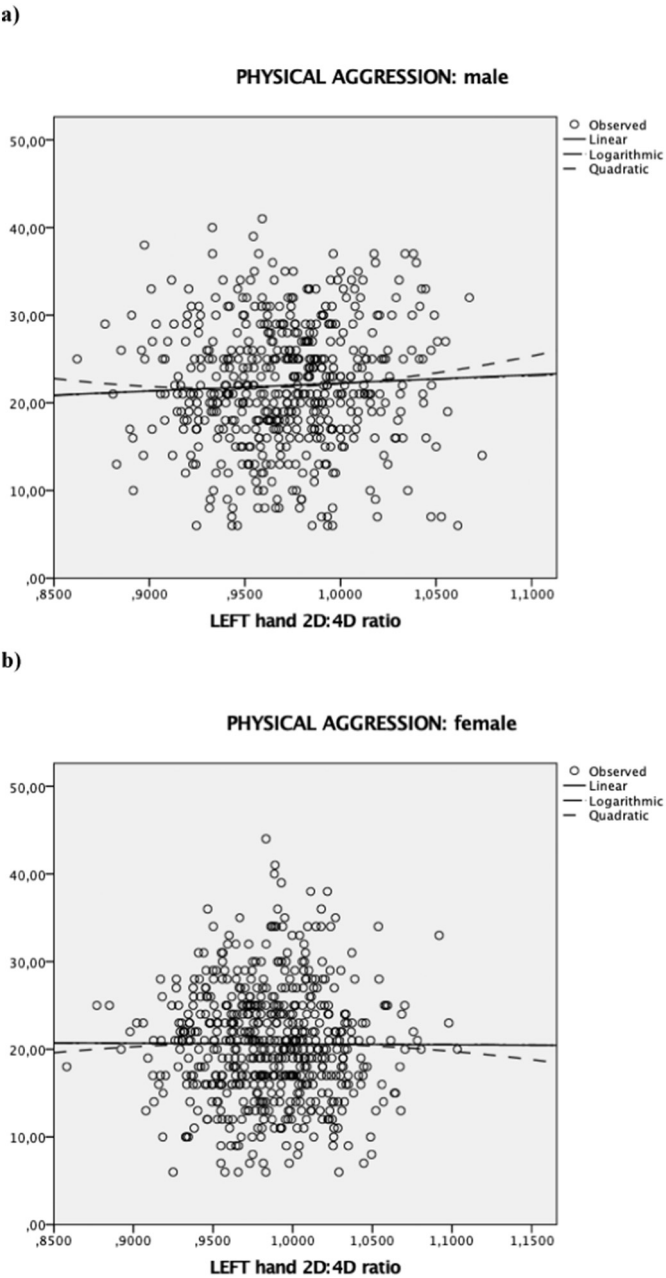 a)
PHYSICAL AGGRESSION: male
50,00
40,00
30,00
20,00
10,00
,00
,8500 ,9000 ,9500 1,0000 1,0500 1,1000
LEFT hand 2D:4D ratio
Observed
Linear
Logarithmic
Quadratic
b)
PHYSICAL AGGRESSION: female
50,00
40,00
30,00
20,00
10,00
,00
,8500 ,9000 ,9500 1,0000 1,0500 1,1000 1,1500
LEFT hand 2D:4D ratio
Observed
Linear
Logarithmic
Quadratic